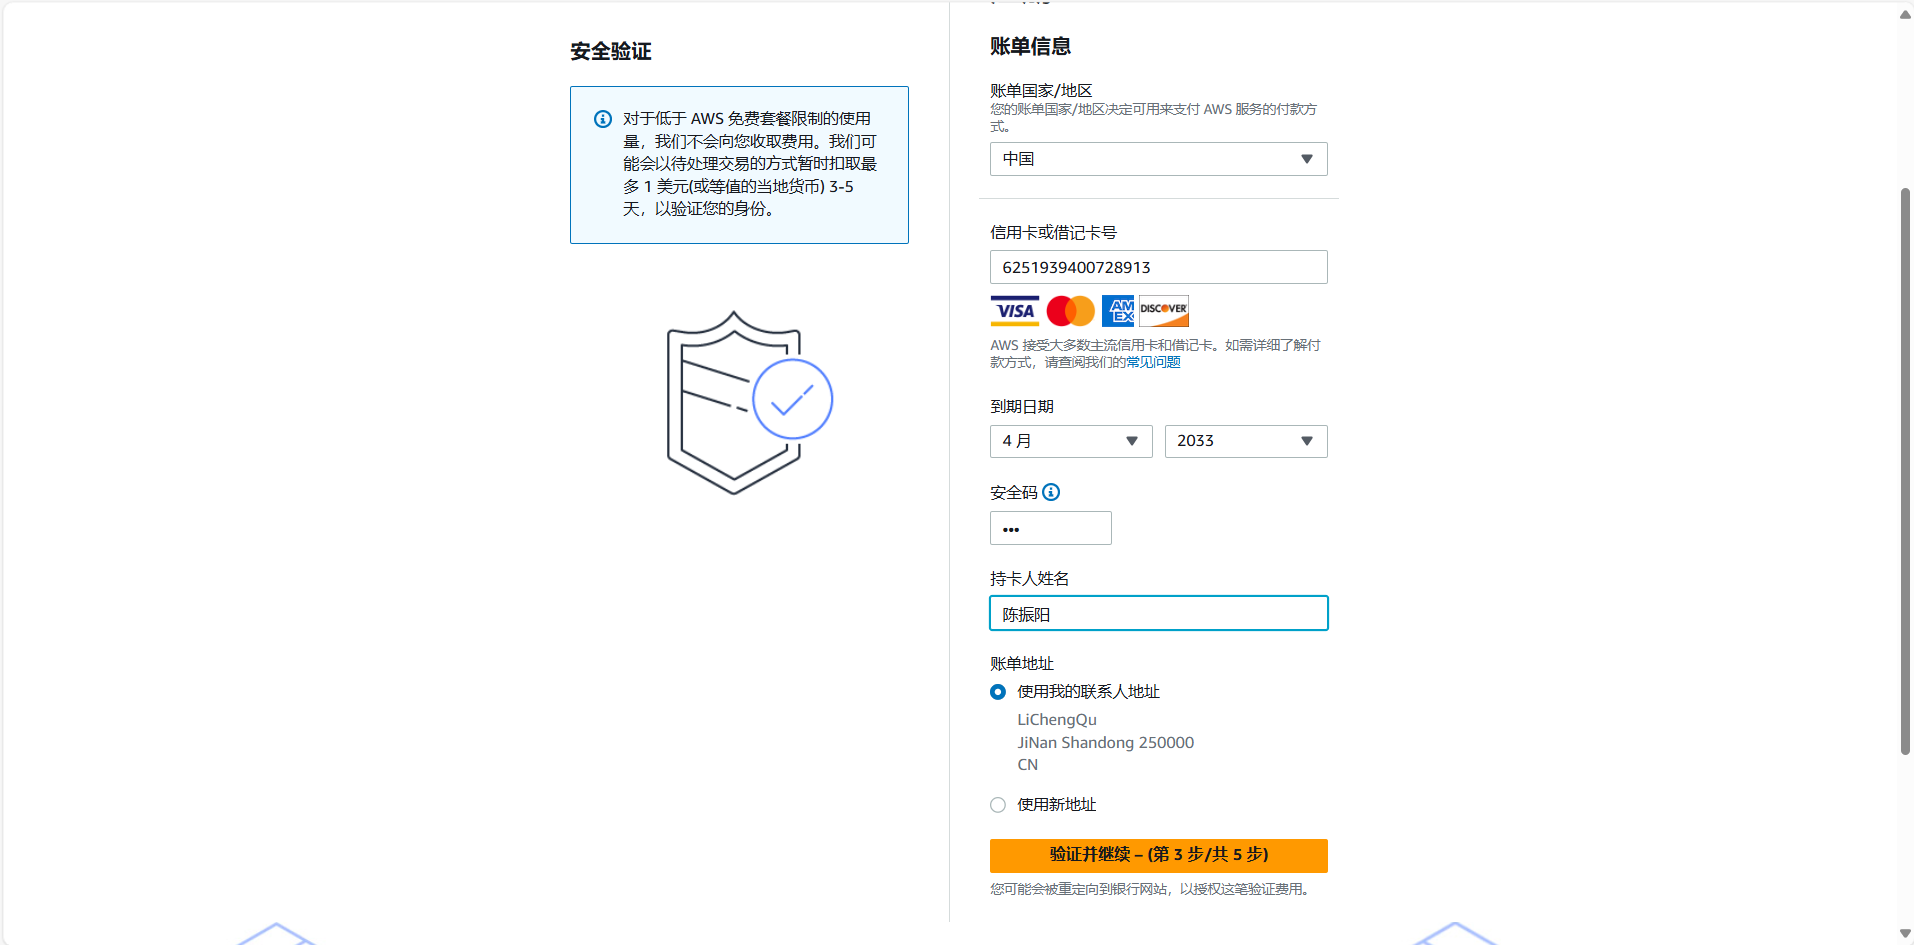 安全验证
对于低于 AWS 免费套餐限制的使用
量，我们不会向您收取费用。我们可
能会以待处理交易的方式暂时扣取最
多 1 美元(或等值的当地货币) 3-5
天，以验证您的身份。
账单信息
账单国家/地区
您的账单国家/地区决定可用来支付 AWS 服务的付款方
式。
中国
信用卡或借记卡号
6251939400728913
VISA AMEX DISCOVER
AWS 接受大多数主流信用卡和借记卡。如需详细了解付
款方式，请查阅我们的常见问题
到期日期
4 月 2033
安全码
•••
持卡人姓名
陈振阳
账单地址
使用我的联系人地址
LiChengQu
JiNan Shandong 250000
CN
使用新地址
验证并继续 – (第 3 步/共 5 步)
您可能会被重定向到银行网站，以授权这笔验证费用。